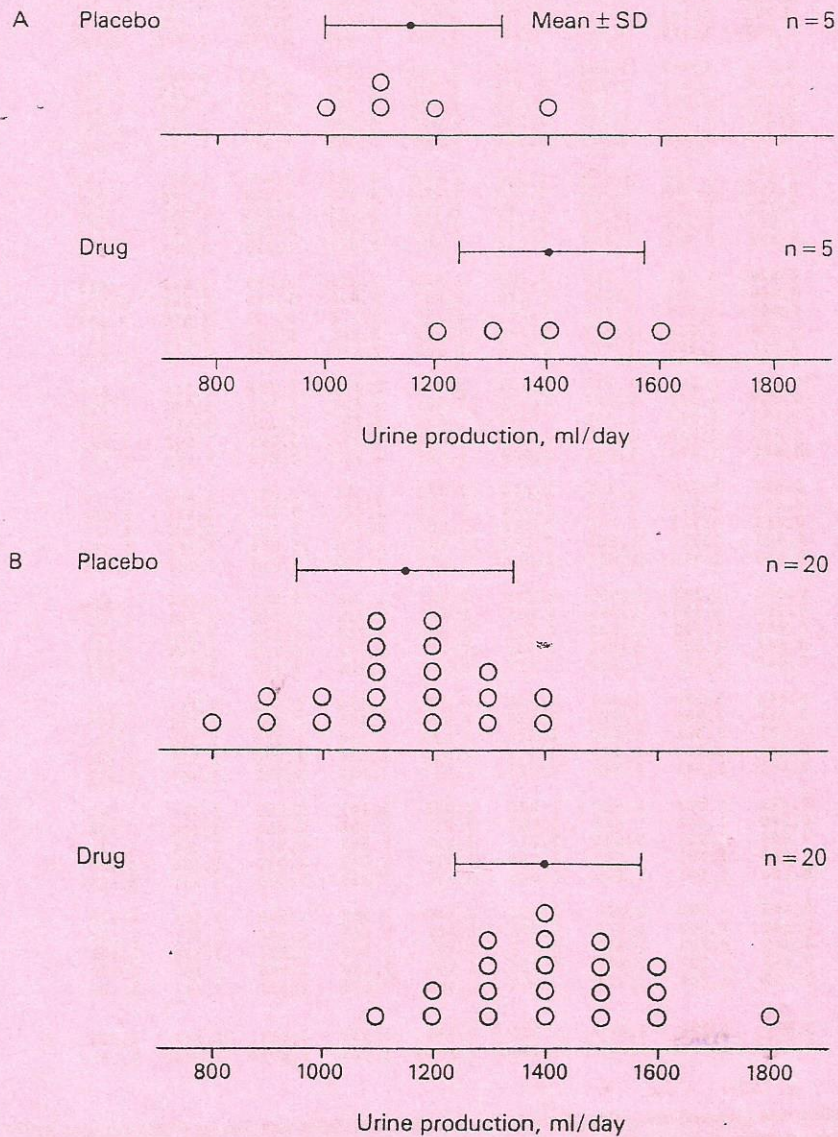 A Placebo Mean ± SD n = 5
Drug n = 5
800 1000 1200 1400 1600 1800
Urine production, ml/day
B Placebo n = 20
Drug n = 20
800 1000 1200 1400 1600 1800
Urine production, ml/day